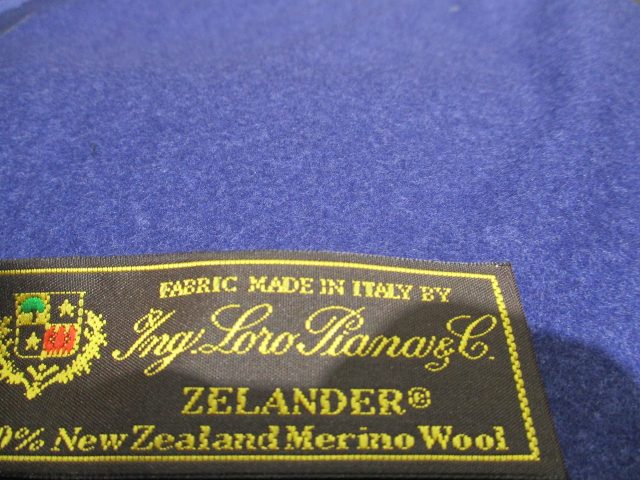 FABRIC MADE IN ITALY BY
Ing. Loro Piana & C.
ZELANDER®
0% New Zealand Merino Wool